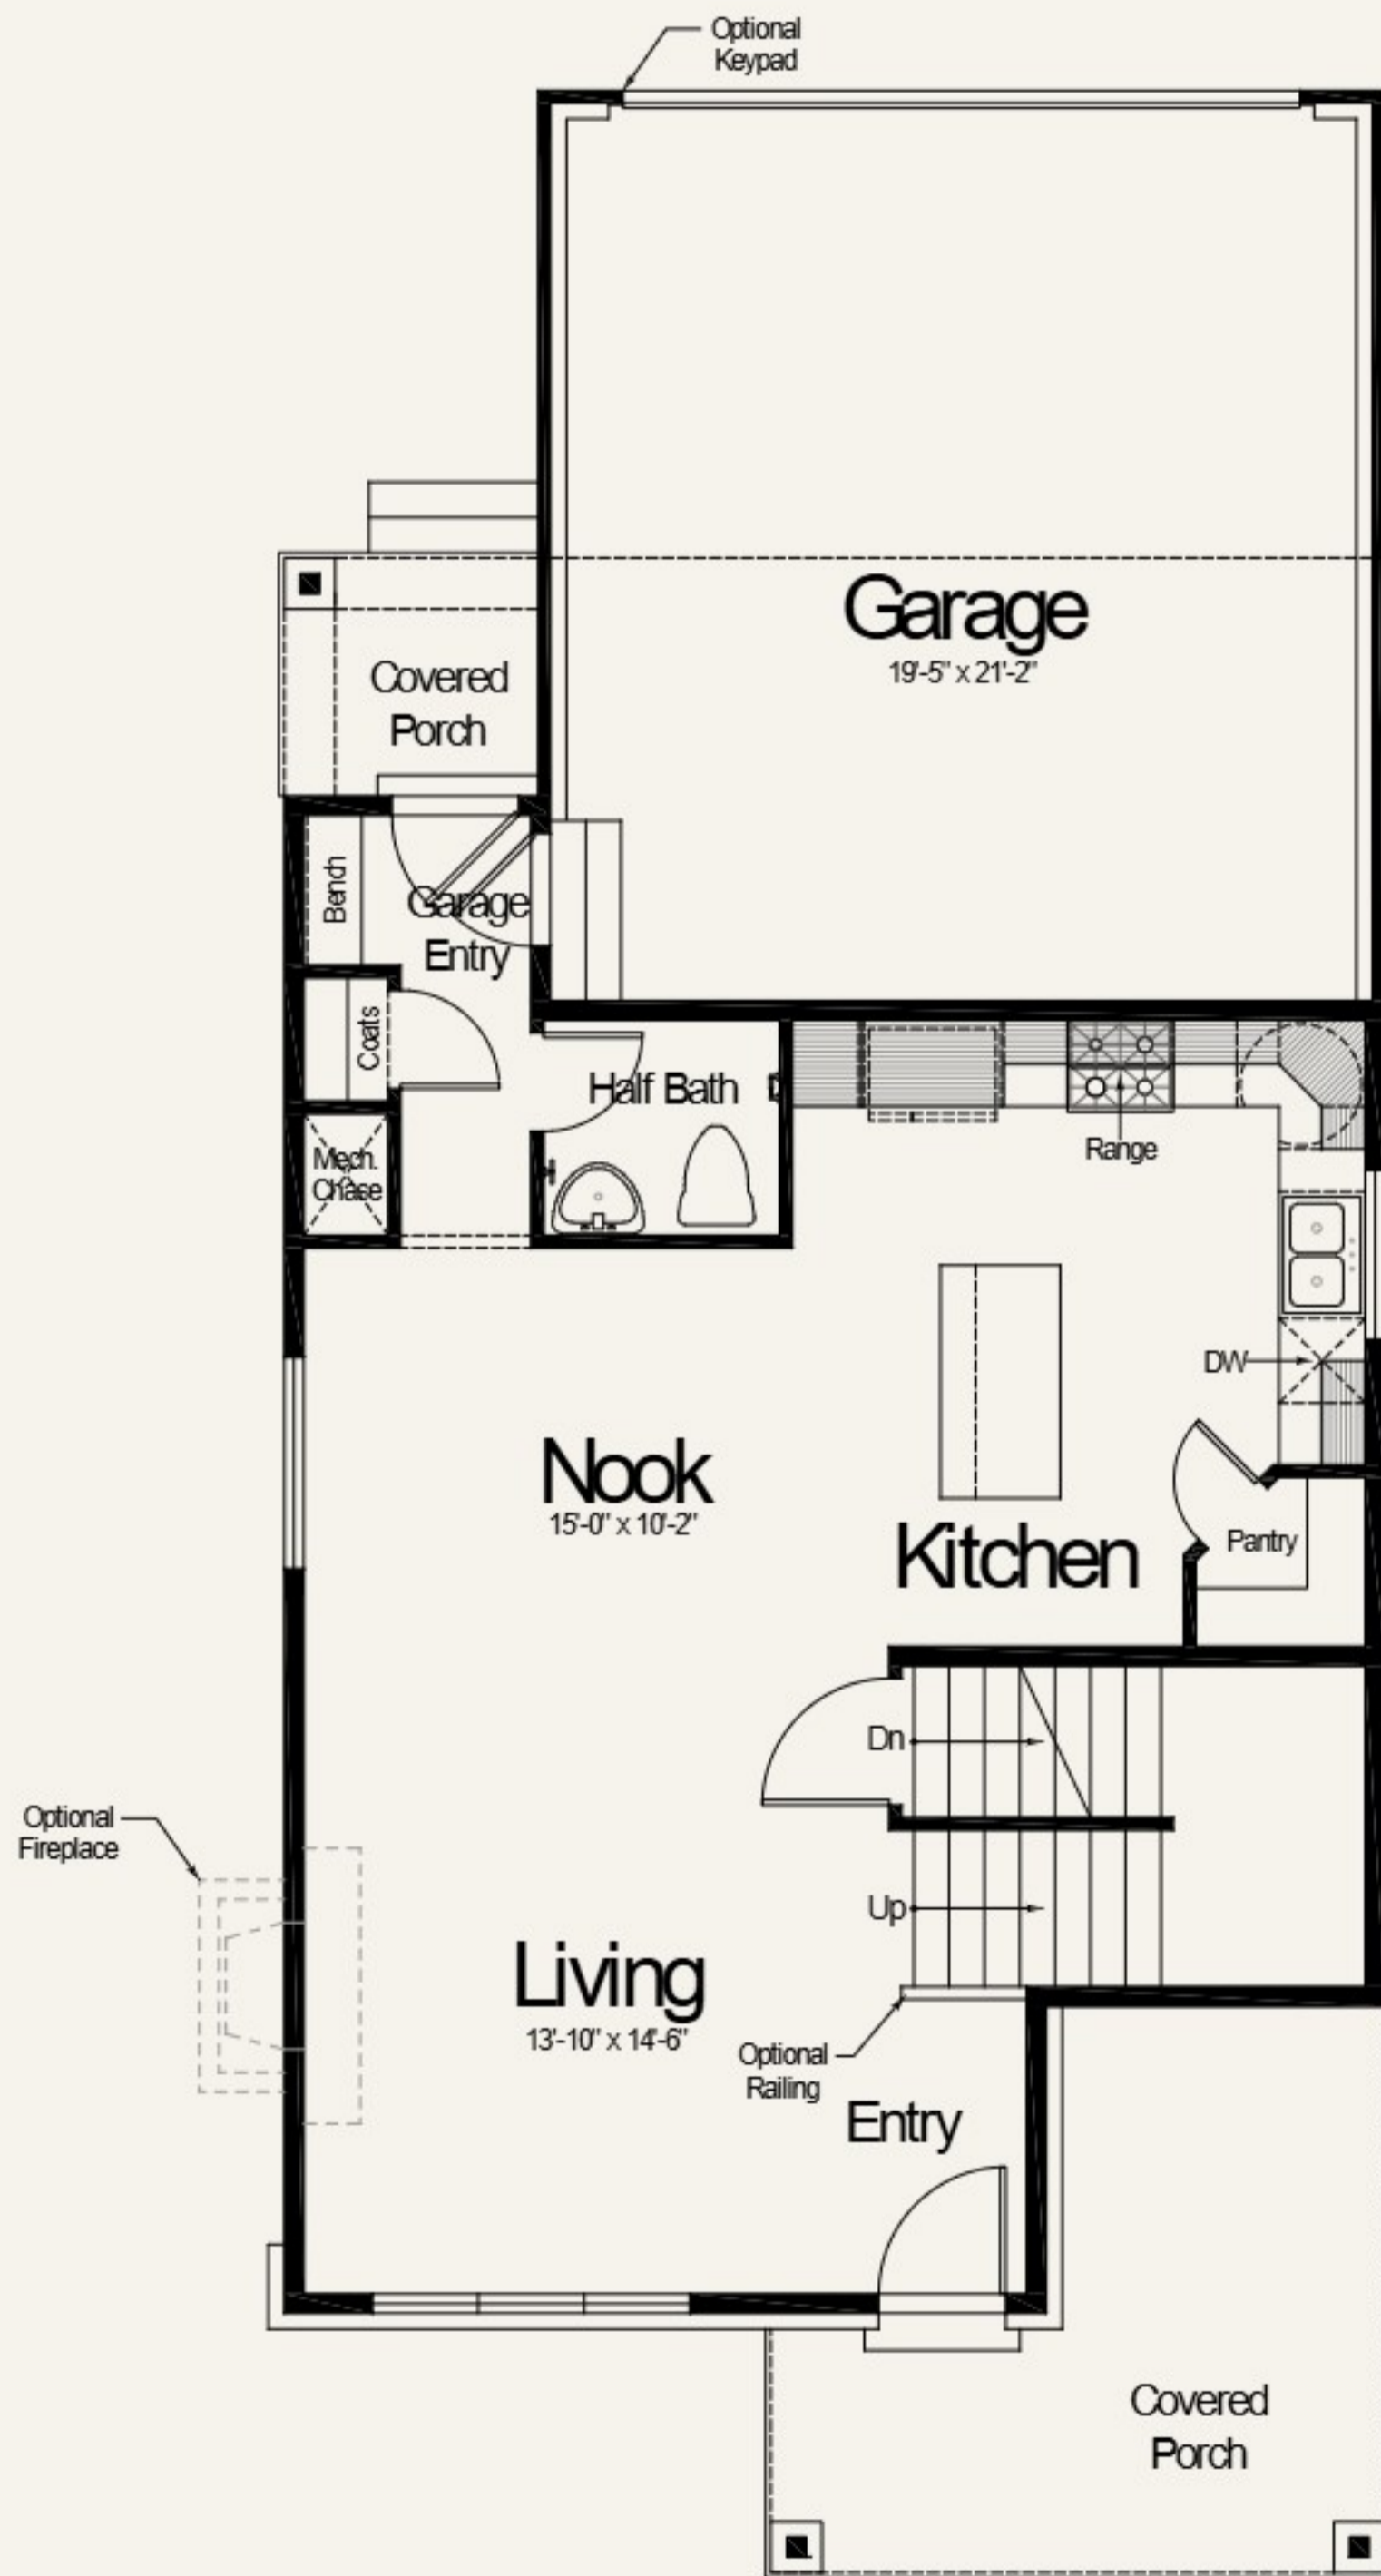 Optional
Keypad
Garage
19'-5" x 21'-2"
Covered
Porch
Bench
Garage
Entry
Coats
Half Bath
Range
Mech.
Chase
DW
Nook
15'-0" x 10'-2"
Kitchen
Pantry
Dn
Optional
Fireplace
Up
Living
13'-10" x 14'-6"
Optional
Railing
Entry
Covered
Porch